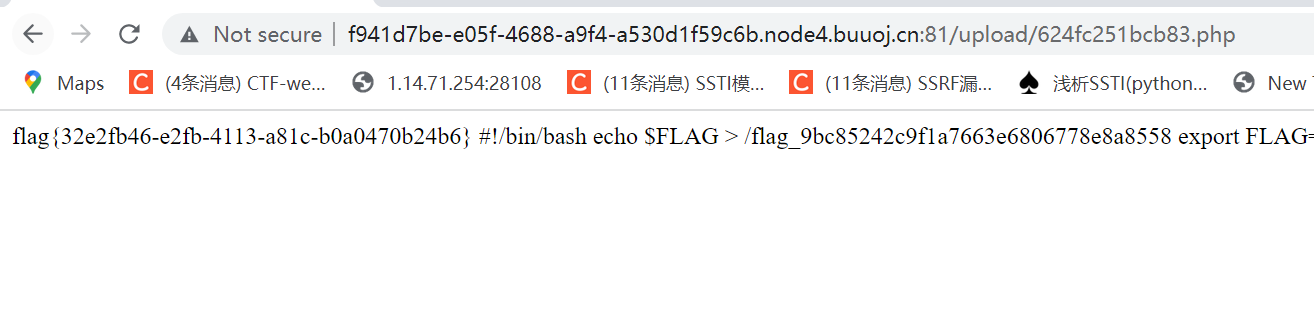 Not secure | f941d7be-e05f-4688-a9f4-a530d1f59c6b.node4.buuoj.cn:81/upload/624fc251bcb83.php
Maps (4条消息) CTF-we... 1.14.71.254:28108 (11条消息) SSTI模... (11条消息) SSRF漏... 浅析SSTI(python... New
flag{32e2fb46-e2fb-4113-a81c-b0a0470b24b6} #!/bin/bash echo $FLAG > /flag_9bc85242c9f1a7663e6806778e8a8558 export FLAG=